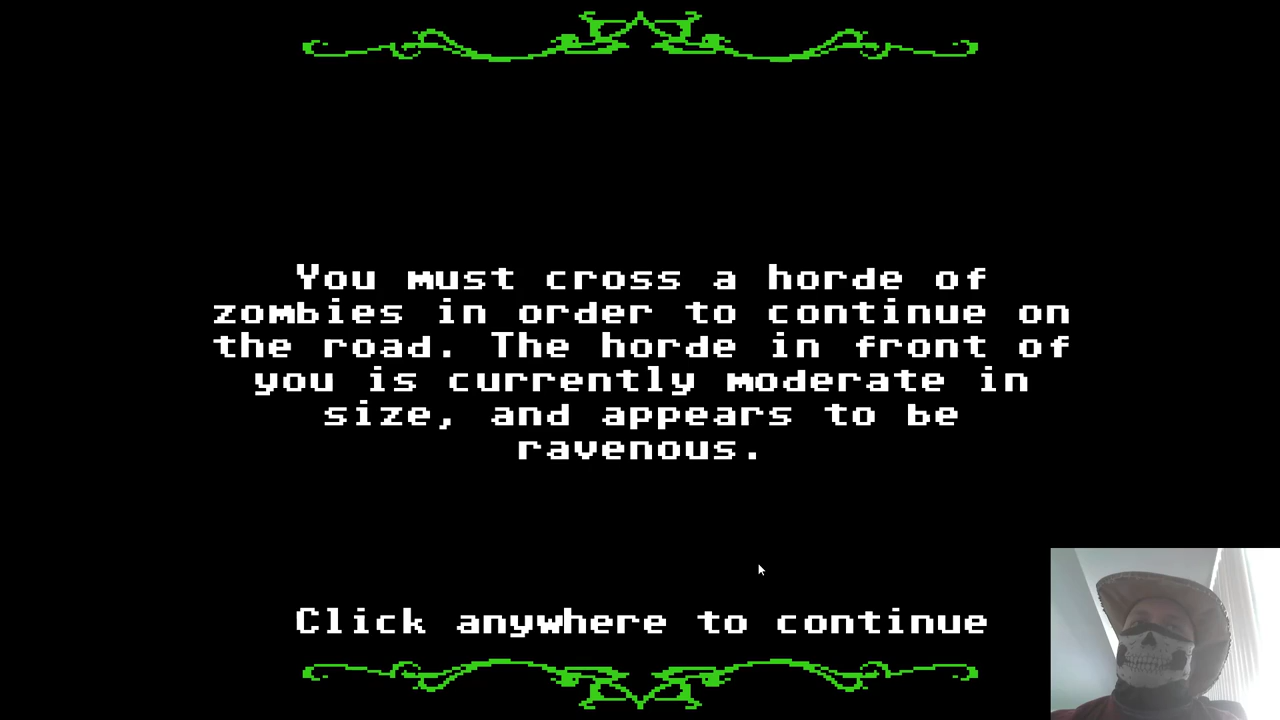 You must cross a horde of
zombies in order to continue on
the road. The horde in front of
you is currently moderate in
size, and appears to be
ravenous.
Click anywhere to continue